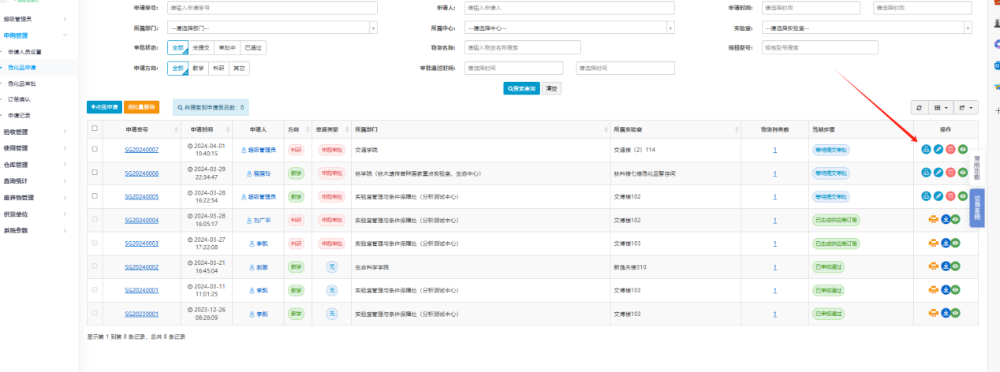 超级管理员
申购管理
申请人员设置
危化品申请
危化品审批
订单确认
申请记录
验收管理
使用管理
仓库管理
查询统计
废弃物管理
供货单位
系统参数
申请单号: 请输入申请单号 申请人: 请输入申请人 申请时间: 请选择时间 请选择时间
所属部门: --请选择部门-- 所属中心: --请选择中心-- 实验室: --请选择实验室--
审批状态: 全部 未提交 审批中 已通过 物资名称: 请输入物资名称搜索 规格型号: 规格型号搜索
申请方向: 全部 教学 科研 其它 审批通过时间: 请选择时间 请选择时间
搜索查询 清空
+点我申请 批量删除 共搜索到申请单总数: 8
申请单号 申请时间 申请人 方向 单据类型 所属部门 所属实验室 物资种类数 当前步骤 操作
SG20240007 2024-04-01 10:40:15 超级管理员 科研 申购审批 交通学院 交通楼（2）114 1 等待提交审批
SG20240006 2024-03-29 22:34:47 程国玲 教学 申购审批 林学院（林木遗传育种国家重点实验室、生态中心） 林科楼七楼危化品暂存间 1 等待提交审批
SG20240005 2024-03-28 16:22:54 超级管理员 教学 申购审批 实验室管理与条件保障处（分析测试中心） 文博楼102 1 等待提交审批
SG20240004 2024-03-28 16:05:17 刘广平 科研 申购审批 实验室管理与条件保障处（分析测试中心） 文博楼102 1 已生成供应商订单
SG20240003 2024-03-27 17:22:08 李凯 科研 申购审批 实验室管理与条件保障处（分析测试中心） 文博楼103 1 已生成供应商订单
SG20240002 2024-03-21 16:45:04 赵娜 教学 无 生命科学学院 新逸夫楼310 1 已审核通过
SG20240001 2024-03-11 11:01:25 李凯 教学 无 实验室管理与条件保障处（分析测试中心） 文博楼103 1 已审核通过
SG20230001 2023-12-26 08:28:09 李凯 教学 无 实验室管理与条件保障处（分析测试中心） 文博楼103 1 已审核通过
显示第 1 到第 8 条记录，总共 8 条记录
常用功能
切换系统